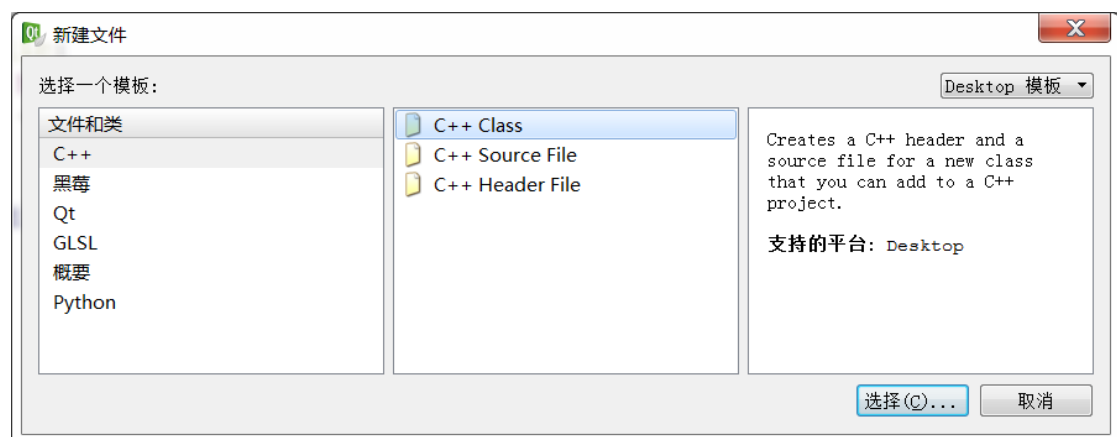 新建文件
选择一个模板:
Desktop 模板
文件和类
C++
黑莓
Qt
GLSL
概要
Python
C++ Class
C++ Source File
C++ Header File
Creates a C++ header and a
source file for a new class
that you can add to a C++
project.
支持的平台: Desktop
选择(C)...
取消